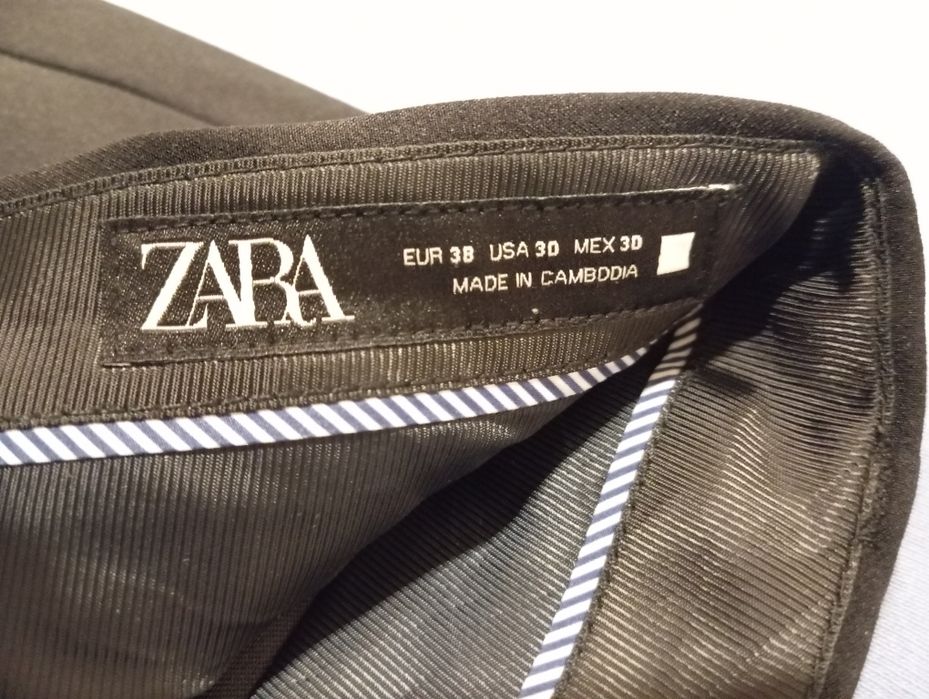 ZARA
EUR 38 USA 30 MEX 30
MADE IN CAMBODIA